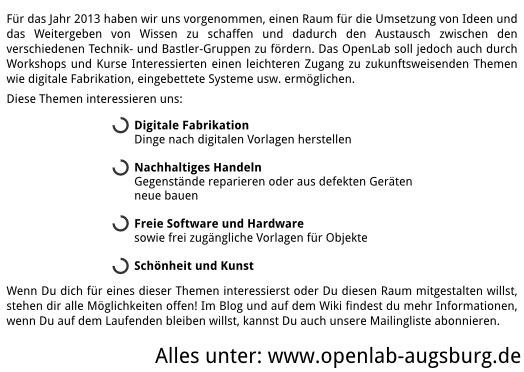 Für das Jahr 2013 haben wir uns vorgenommen, einen Raum für die Umsetzung von Ideen und
das Weitergeben von Wissen zu schaffen und dadurch den Austausch zwischen den
verschiedenen Technik- und Bastler-Gruppen zu fördern. Das OpenLab soll jedoch auch durch
Workshops und Kurse Interessierten einen leichteren Zugang zu zukunftsweisenden Themen
wie digitale Fabrikation, eingebettete Systeme usw. ermöglichen.
Diese Themen interessieren uns:
Digitale Fabrikation
Dinge nach digitalen Vorlagen herstellen
Nachhaltiges Handeln
Gegenstände reparieren oder aus defekten Geräten
neue bauen
Freie Software und Hardware
sowie frei zugängliche Vorlagen für Objekte
Schönheit und Kunst
Wenn Du dich für eines dieser Themen interessierst oder Du diesen Raum mitgestalten willst,
stehen dir alle Möglichkeiten offen! Im Blog und auf dem Wiki findest du mehr Informationen,
wenn Du auf dem Laufenden bleiben willst, kannst Du auch unsere Mailingliste abonnieren.
Alles unter: www.openlab-augsburg.de